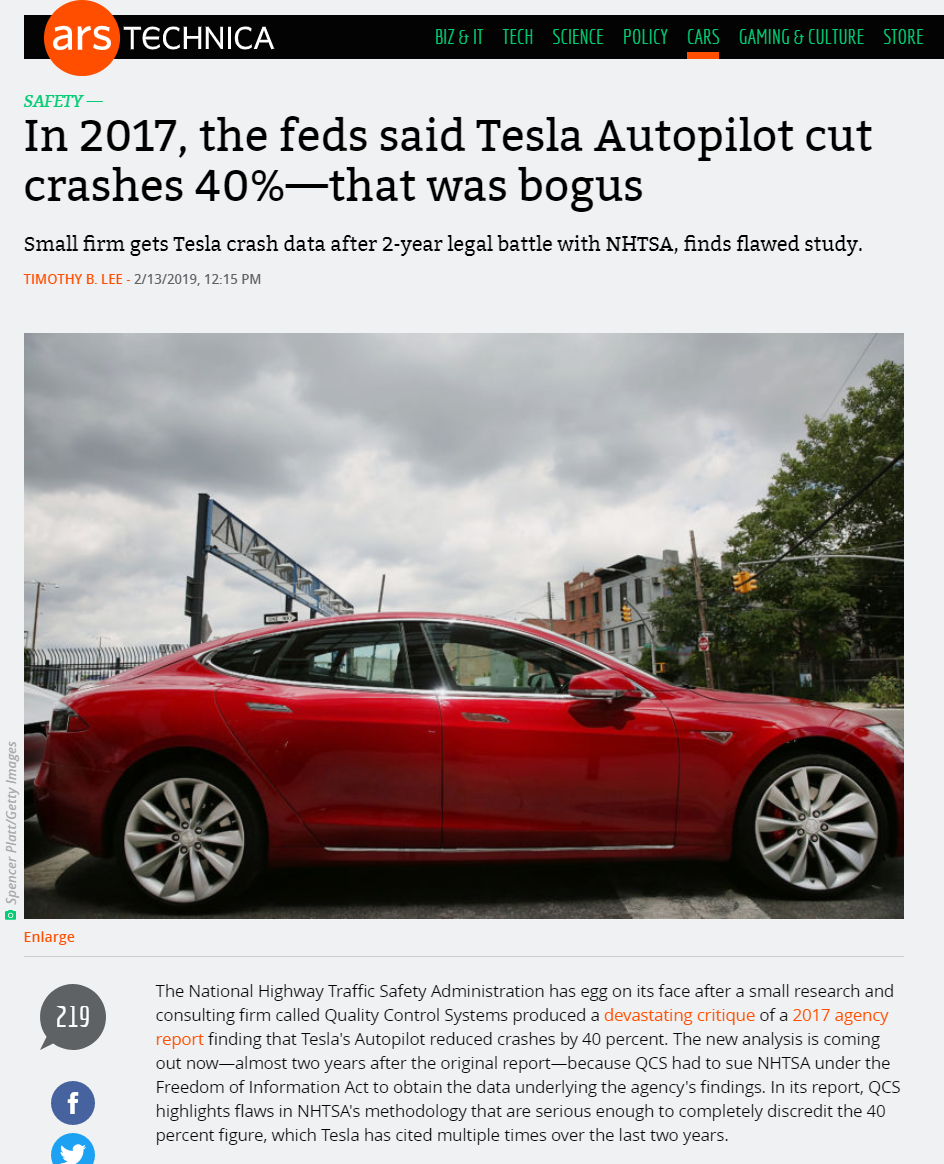 ars TECHNICA
BIZ & IT TECH SCIENCE POLICY CARS GAMING & CULTURE STORE
SAFETY —
In 2017, the feds said Tesla Autopilot cut
crashes 40%—that was bogus
Small firm gets Tesla crash data after 2-year legal battle with NHTSA, finds flawed study.
TIMOTHY B. LEE - 2/13/2019, 12:15 PM
ONE WAY
Spencer Platt/Getty Images
Enlarge
219
The National Highway Traffic Safety Administration has egg on its face after a small research and
consulting firm called Quality Control Systems produced a devastating critique of a 2017 agency
report finding that Tesla's Autopilot reduced crashes by 40 percent. The new analysis is coming
out now—almost two years after the original report—because QCS had to sue NHTSA under the
Freedom of Information Act to obtain the data underlying the agency's findings. In its report, QCS
highlights flaws in NHTSA's methodology that are serious enough to completely discredit the 40
percent figure, which Tesla has cited multiple times over the last two years.